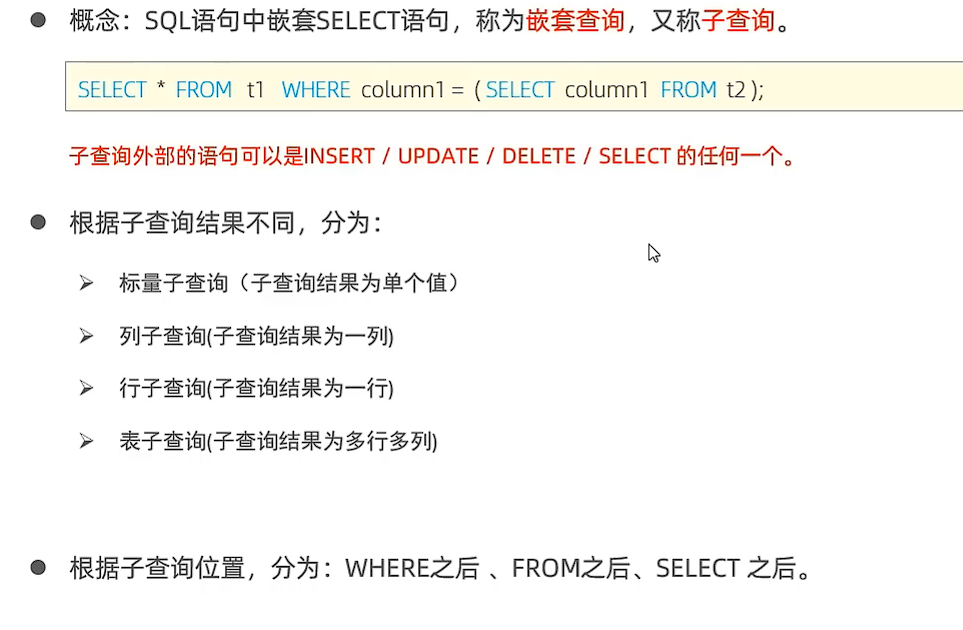 概念：SQL语句中嵌套SELECT语句，称为嵌套查询，又称子查询。
SELECT * FROM t1 WHERE column1 = ( SELECT column1 FROM t2 );
子查询外部的语句可以是INSERT / UPDATE / DELETE / SELECT 的任何一个。
根据子查询结果不同，分为：
标量子查询（子查询结果为单个值）
列子查询(子查询结果为一列)
行子查询(子查询结果为一行)
表子查询(子查询结果为多行多列)
根据子查询位置，分为：WHERE之后 、FROM之后、SELECT 之后。